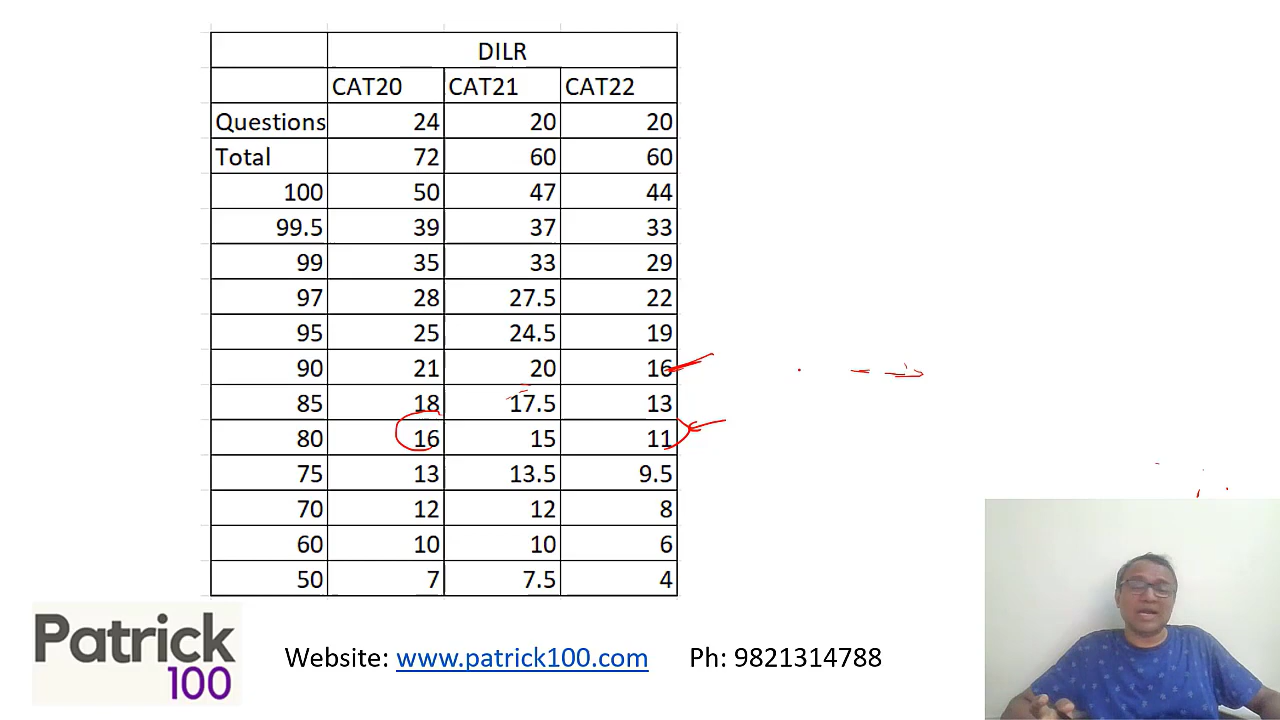 DILR
CAT20 CAT21 CAT22
Questions 24 20 20
Total 72 60 60
100 50 47 44
99.5 39 37 33
99 35 33 29
97 28 27.5 22
95 25 24.5 19
90 21 20 16
85 18 17.5 13
80 16 15 11
75 13 13.5 9.5
70 12 12 8
60 10 10 6
50 7 7.5 4
Patrick
100
Website: www.patrick100.com Ph: 9821314788